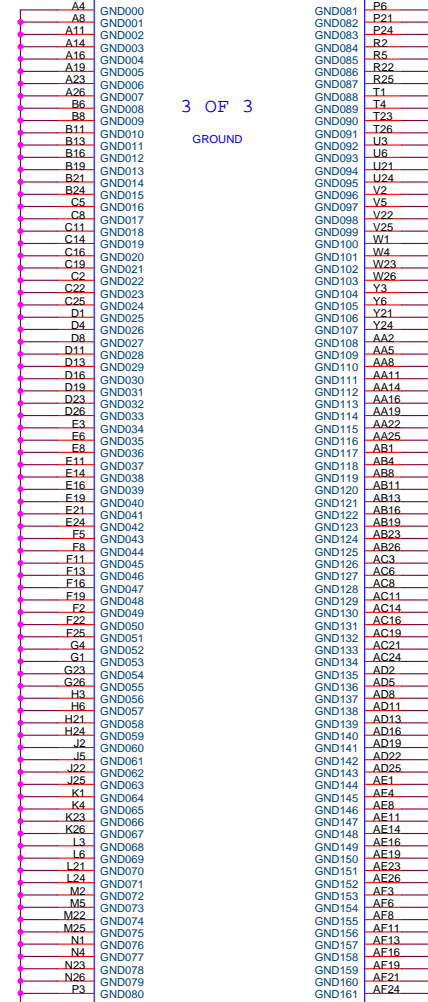 A4 GND000 GND081 P6
A8 GND001 GND082 P21
A11 GND002 GND083 P24
A14 GND003 GND084 R2
A16 GND004 GND085 R5
A19 GND005 GND086 R22
A23 GND006 GND087 R25
A26 GND007 GND088 T1
B6 GND008 3 OF 3 GND089 T4
B8 GND009 GND090 T23
B11 GND010 GND091 T26
B13 GND011 GROUND GND092 U3
B16 GND012 GND093 U6
B19 GND013 GND094 U21
B21 GND014 GND095 U24
B24 GND015 GND096 V2
C5 GND016 GND097 V5
C8 GND017 GND098 V22
C11 GND018 GND099 V25
C14 GND019 GND100 W1
C16 GND020 GND101 W4
C19 GND021 GND102 W23
C2 GND022 GND103 W26
C22 GND023 GND104 Y3
C25 GND024 GND105 Y6
D1 GND025 GND106 Y21
D4 GND026 GND107 Y24
D8 GND027 GND108 AA2
D11 GND028 GND109 AA5
D13 GND029 GND110 AA8
D16 GND030 GND111 AA11
D19 GND031 GND112 AA14
D23 GND032 GND113 AA16
D26 GND033 GND114 AA19
E3 GND034 GND115 AA22
E6 GND035 GND116 AA25
E8 GND036 GND117 AB1
E11 GND037 GND118 AB4
E14 GND038 GND119 AB8
E16 GND039 GND120 AB11
E19 GND040 GND121 AB13
E21 GND041 GND122 AB16
E24 GND042 GND123 AB19
F5 GND043 GND124 AB23
F8 GND044 GND125 AB26
F11 GND045 GND126 AC3
F13 GND046 GND127 AC6
F16 GND047 GND128 AC8
F19 GND048 GND129 AC11
F2 GND049 GND130 AC14
F22 GND050 GND131 AC16
F25 GND051 GND132 AC19
G4 GND052 GND133 AC21
G1 GND053 GND134 AC24
G23 GND054 GND135 AD2
G26 GND055 GND136 AD5
H3 GND056 GND137 AD8
H6 GND057 GND138 AD11
H21 GND058 GND139 AD13
H24 GND059 GND140 AD16
J2 GND060 GND141 AD19
J5 GND061 GND142 AD22
J22 GND062 GND143 AD25
J25 GND063 GND144 AE1
K1 GND064 GND145 AE4
K4 GND065 GND146 AE8
K23 GND066 GND147 AE11
K26 GND067 GND148 AE14
L3 GND068 GND149 AE16
L6 GND069 GND150 AE19
L21 GND070 GND151 AE23
L24 GND071 GND152 AE26
M2 GND072 GND153 AF3
M5 GND073 GND154 AF6
M22 GND074 GND155 AF8
M25 GND075 GND156 AF11
N1 GND076 GND157 AF13
N4 GND077 GND158 AF16
N23 GND078 GND159 AF19
N26 GND079 GND160 AF21
P3 GND080 GND161 AF24